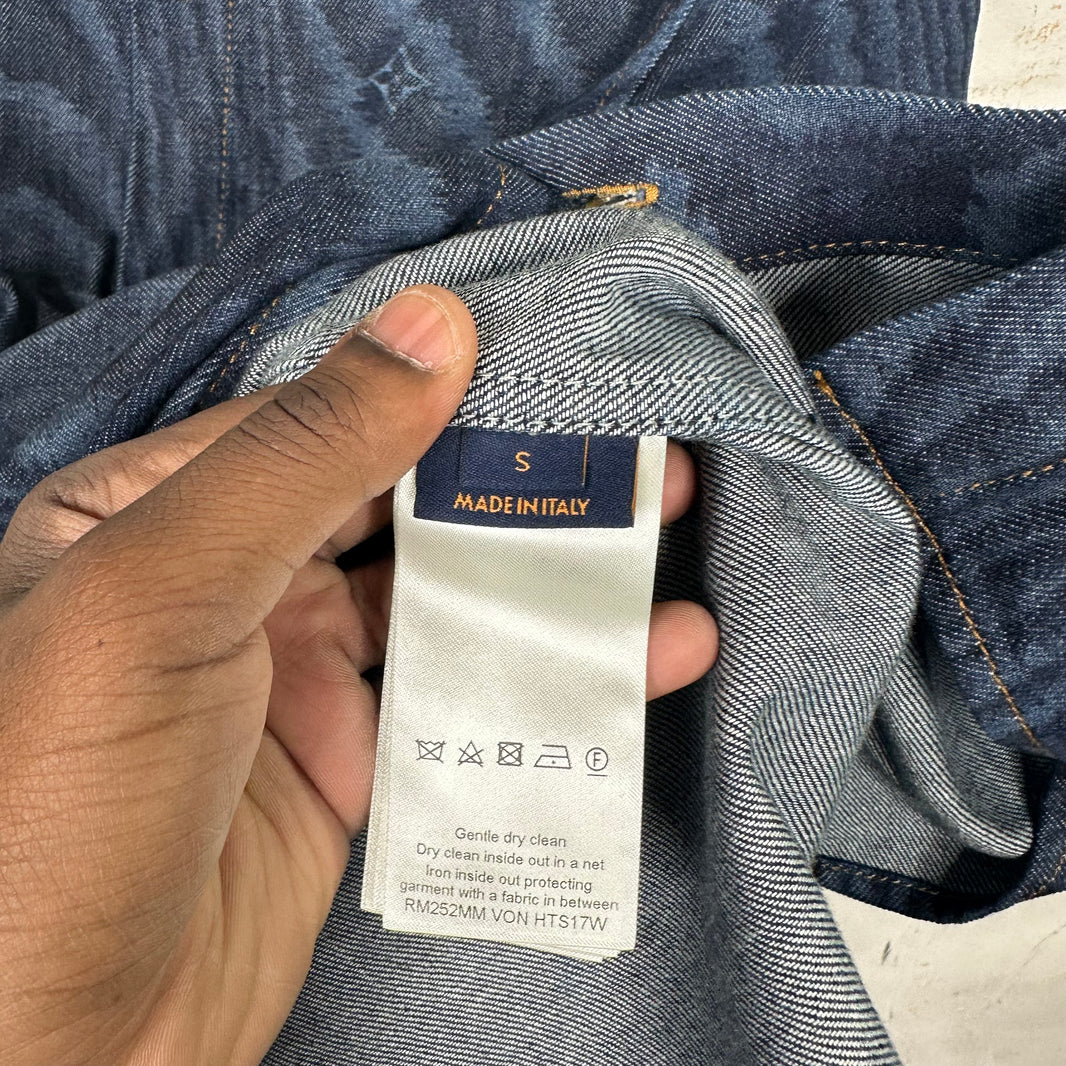 S
MADE IN ITALY
F
Gentle dry clean
Dry clean inside out in a net
Iron inside out protecting
garment with a fabric in between
RM252MM VON HTS17W